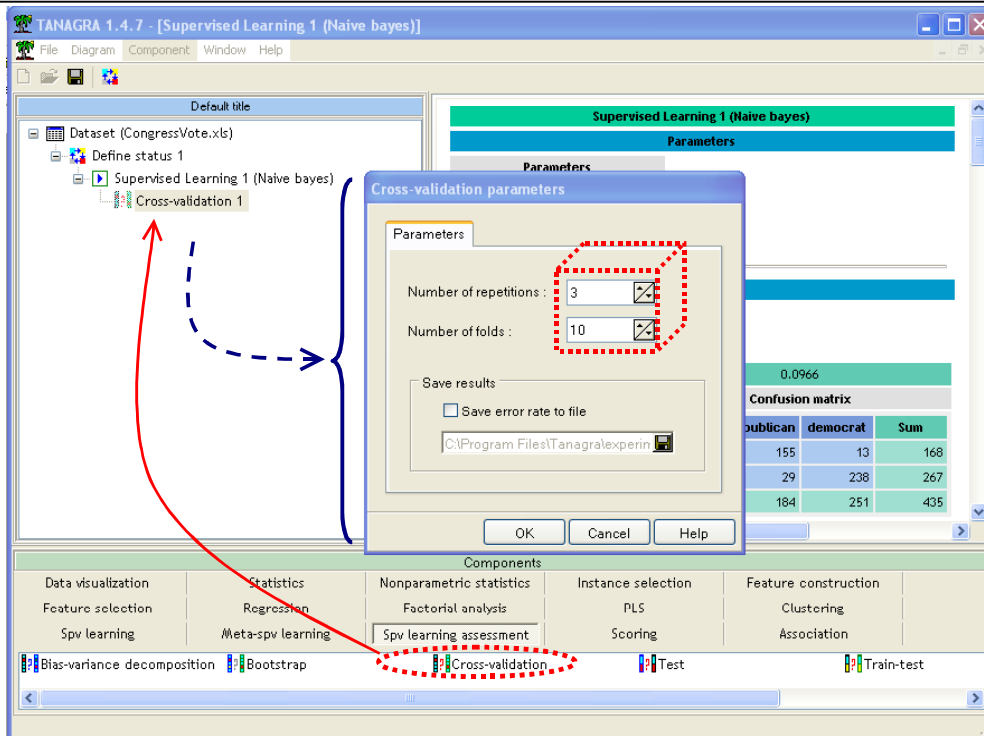 TANAGRA 1.4.7 - [Supervised Learning 1 (Naive bayes)]
File Diagram Component Window Help
Default title
Dataset (CongressVote.xls)
Define status 1
Supervised Learning 1 (Naive bayes)
Cross-validation 1
Supervised Learning 1 (Naive bayes)
Parameters
Parameters
Cross-validation parameters
Parameters
Number of repetitions : 3
Number of folds : 10
Save results
Save error rate to file
C:\Program Files\Tanagra\experin
OK Cancel Help
0.0966
Confusion matrix
publican democrat Sum
155 13 168
29 238 267
184 251 435
Components
Data visualization Statistics Nonparametric statistics Instance selection Feature construction
Feature selection Regression Factorial analysis PLS Clustering
Spv learning Meta-spv learning Spv learning assessment Scoring Association
Bias-variance decomposition Bootstrap Cross-validation Test Train-test